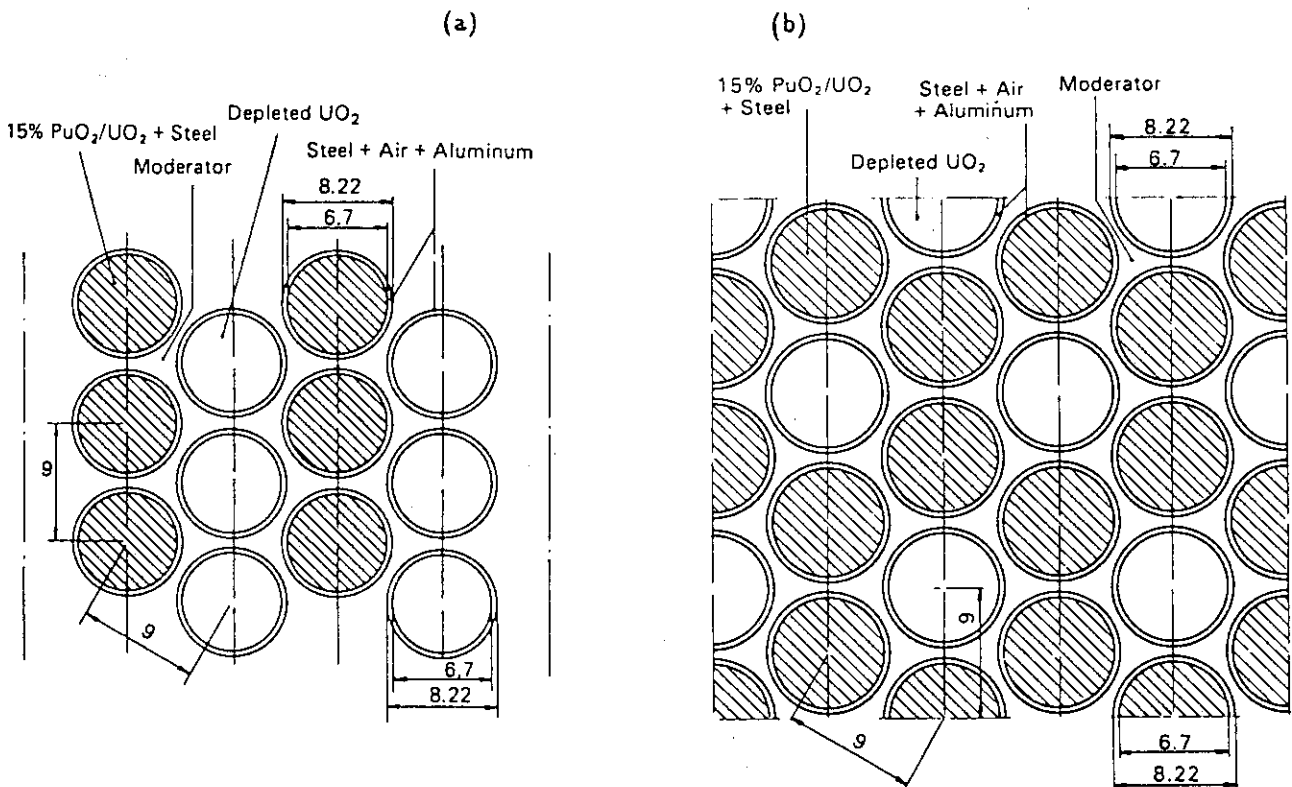 (a)
(b)
15% PuO₂/UO₂ + Steel
Depleted UO₂
Moderator
Steel + Air + Aluminum
8.22
6.7
9
9
6,7
8.22
15% PuO₂/UO₂
+ Steel
Steel + Air
+ Aluminum
Moderator
Depleted UO₂
8.22
6.7
9
9
6.7
8.22